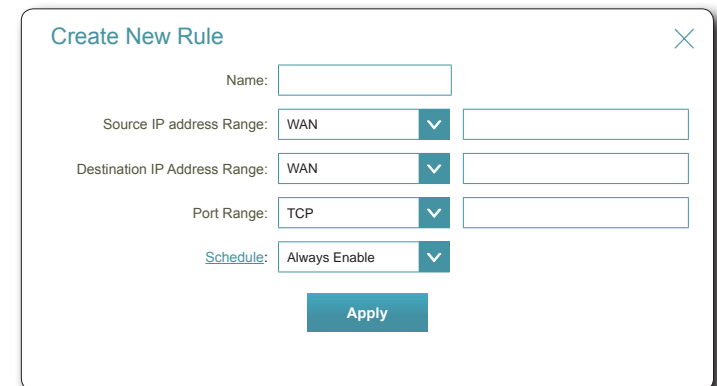 Create New Rule
Name:
Source IP address Range: WAN
Destination IP Address Range: WAN
Port Range: TCP
Schedule: Always Enable
Apply